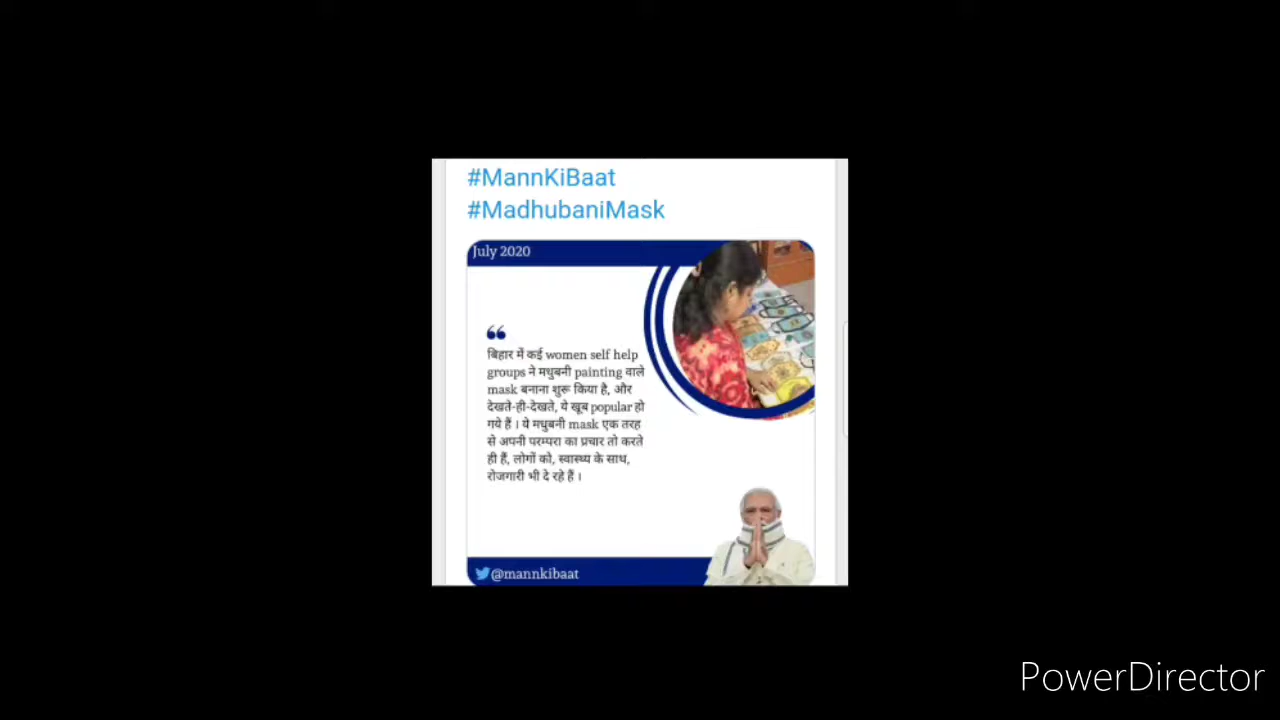 #MannKiBaat
#MadhubaniMask
July 2020
“
बिहार में कई women self help
groups ने मधुबनी painting वाले
mask बनाना शुरू किया है, और
देखते-ही-देखते, ये खूब popular हो
गये हैं । ये मधुबनी mask एक तरह
से अपनी परम्परा का प्रचार तो करते
ही हैं, लोगों को, स्वास्थ्य के साथ,
रोजगारी भी दे रहे हैं ।
@mannkibaat
PowerDirector